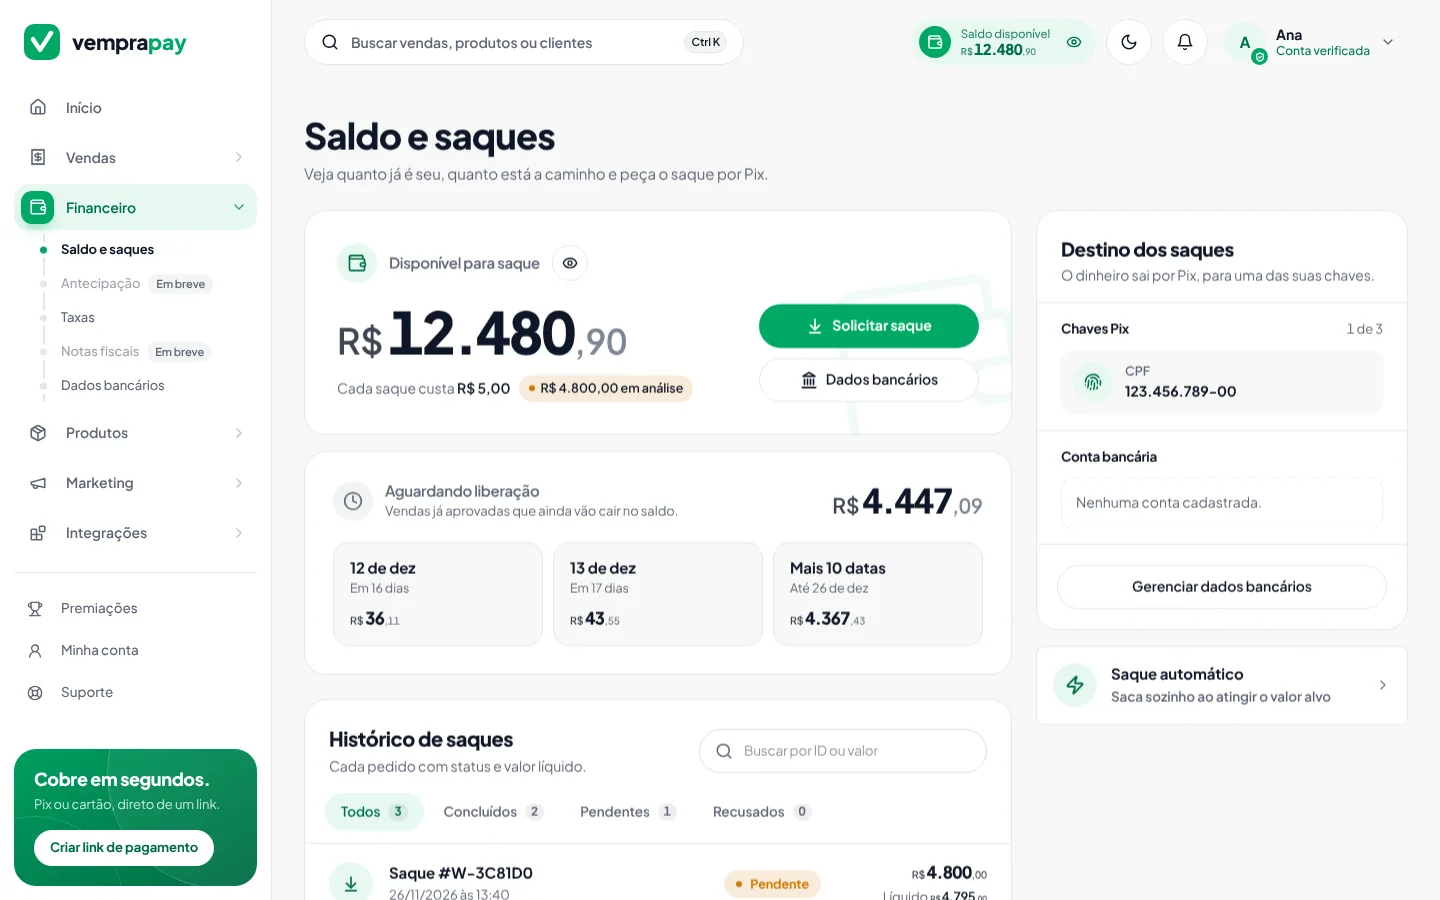 vemprapay
Buscar vendas, produtos ou clientes
Ctrl K
Saldo disponível
R$ 12.480,90
A
Ana
Conta verificada
Início
Vendas
Financeiro
Saldo e saques
Antecipação Em breve
Taxas
Notas fiscais Em breve
Dados bancários
Produtos
Marketing
Integrações
Premiações
Minha conta
Suporte
Cobre em segundos.
Pix ou cartão, direto de um link.
Criar link de pagamento
Saldo e saques
Veja quanto já é seu, quanto está a caminho e peça o saque por Pix.
Disponível para saque
R$ 12.480,90
Cada saque custa R$ 5,00
R$ 4.800,00 em análise
Solicitar saque
Dados bancários
Aguardando liberação
Vendas já aprovadas que ainda vão cair no saldo.
R$ 4.447,09
12 de dez
Em 16 dias
R$ 36,11
13 de dez
Em 17 dias
R$ 43,55
Mais 10 datas
Até 26 de dez
R$ 4.367,43
Histórico de saques
Cada pedido com status e valor líquido.
Buscar por ID ou valor
Todos 3
Concluídos 2
Pendentes 1
Recusados 0
Saque #W-3C81D0
26/11/2026 às 13:40
Pendente
R$ 4.800,00
Líquido R$ 4.795,00
Destino dos saques
O dinheiro sai por Pix, para uma das suas chaves.
Chaves Pix
1 de 3
CPF
123.456.789-00
Conta bancária
Nenhuma conta cadastrada.
Gerenciar dados bancários
Saque automático
Saca sozinho ao atingir o valor alvo